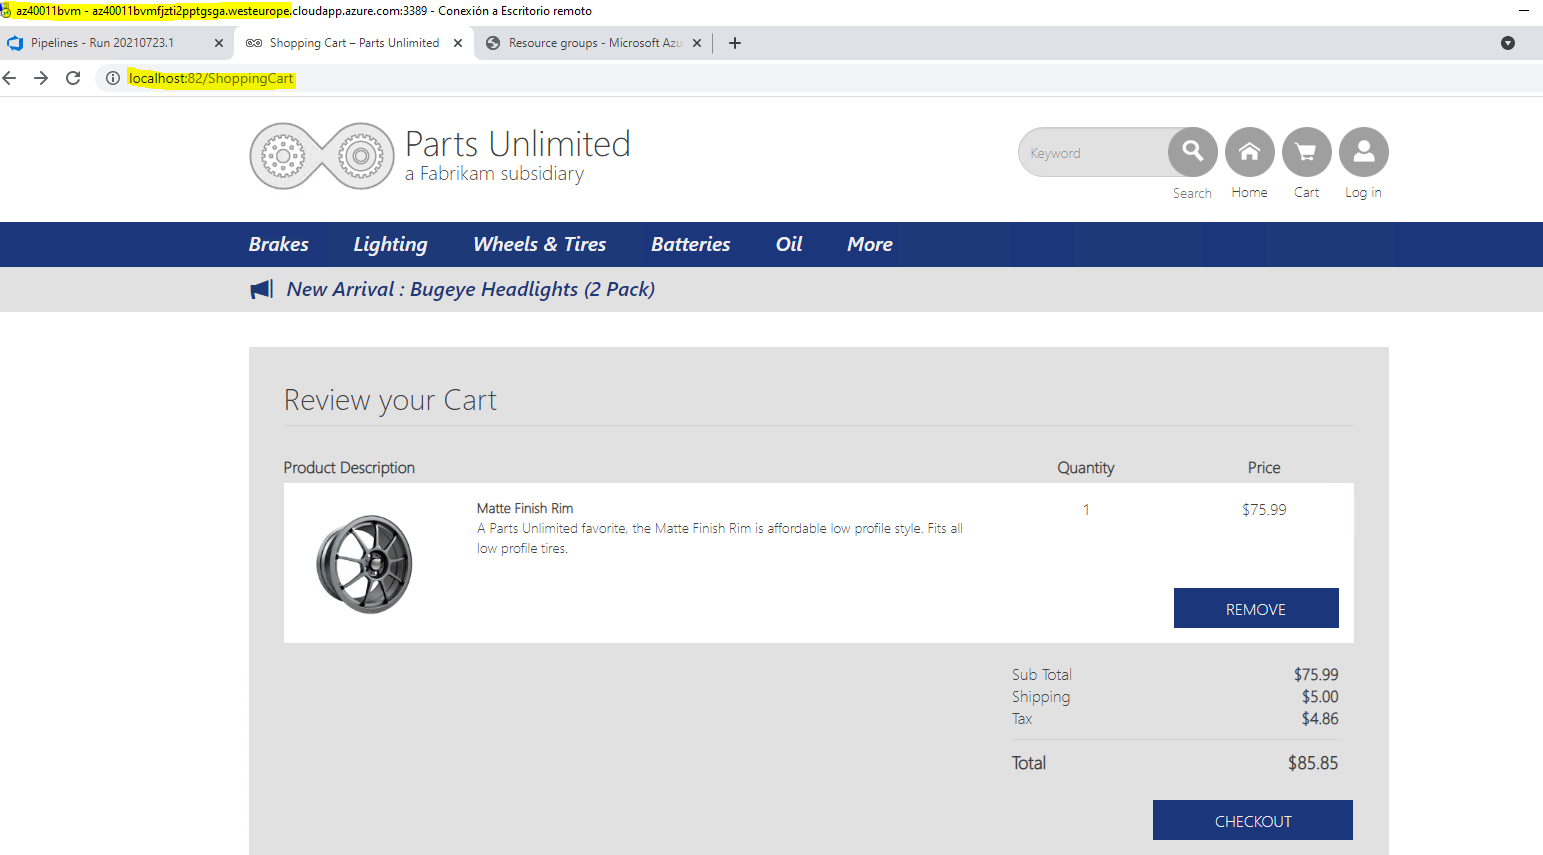 az40011bvm - az40011bvmfjzti2pptgsga.westeurope.cloudapp.azure.com:3389 - Conexión a Escritorio remoto
Pipelines - Run 20210723.1
Shopping Cart – Parts Unlimited
Resource groups - Microsoft Azu
localhost:82/ShoppingCart
Parts Unlimited
a Fabrikam subsidiary
Keyword
Search
Home
Cart
Log in
Brakes
Lighting
Wheels & Tires
Batteries
Oil
More
New Arrival : Bugeye Headlights (2 Pack)
Review your Cart
Product Description
Quantity
Price
Matte Finish Rim
1
$75.99
A Parts Unlimited favorite, the Matte Finish Rim is affordable low profile style. Fits all
low profile tires.
REMOVE
Sub Total $75.99
Shipping $5.00
Tax $4.86
Total $85.85
CHECKOUT